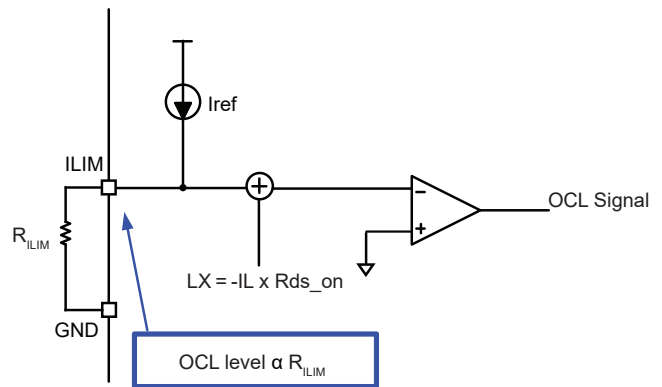 Iref
ILIM
OCL Signal
R_ILIM
LX = -IL x Rds_on
GND
OCL level α R_ILIM